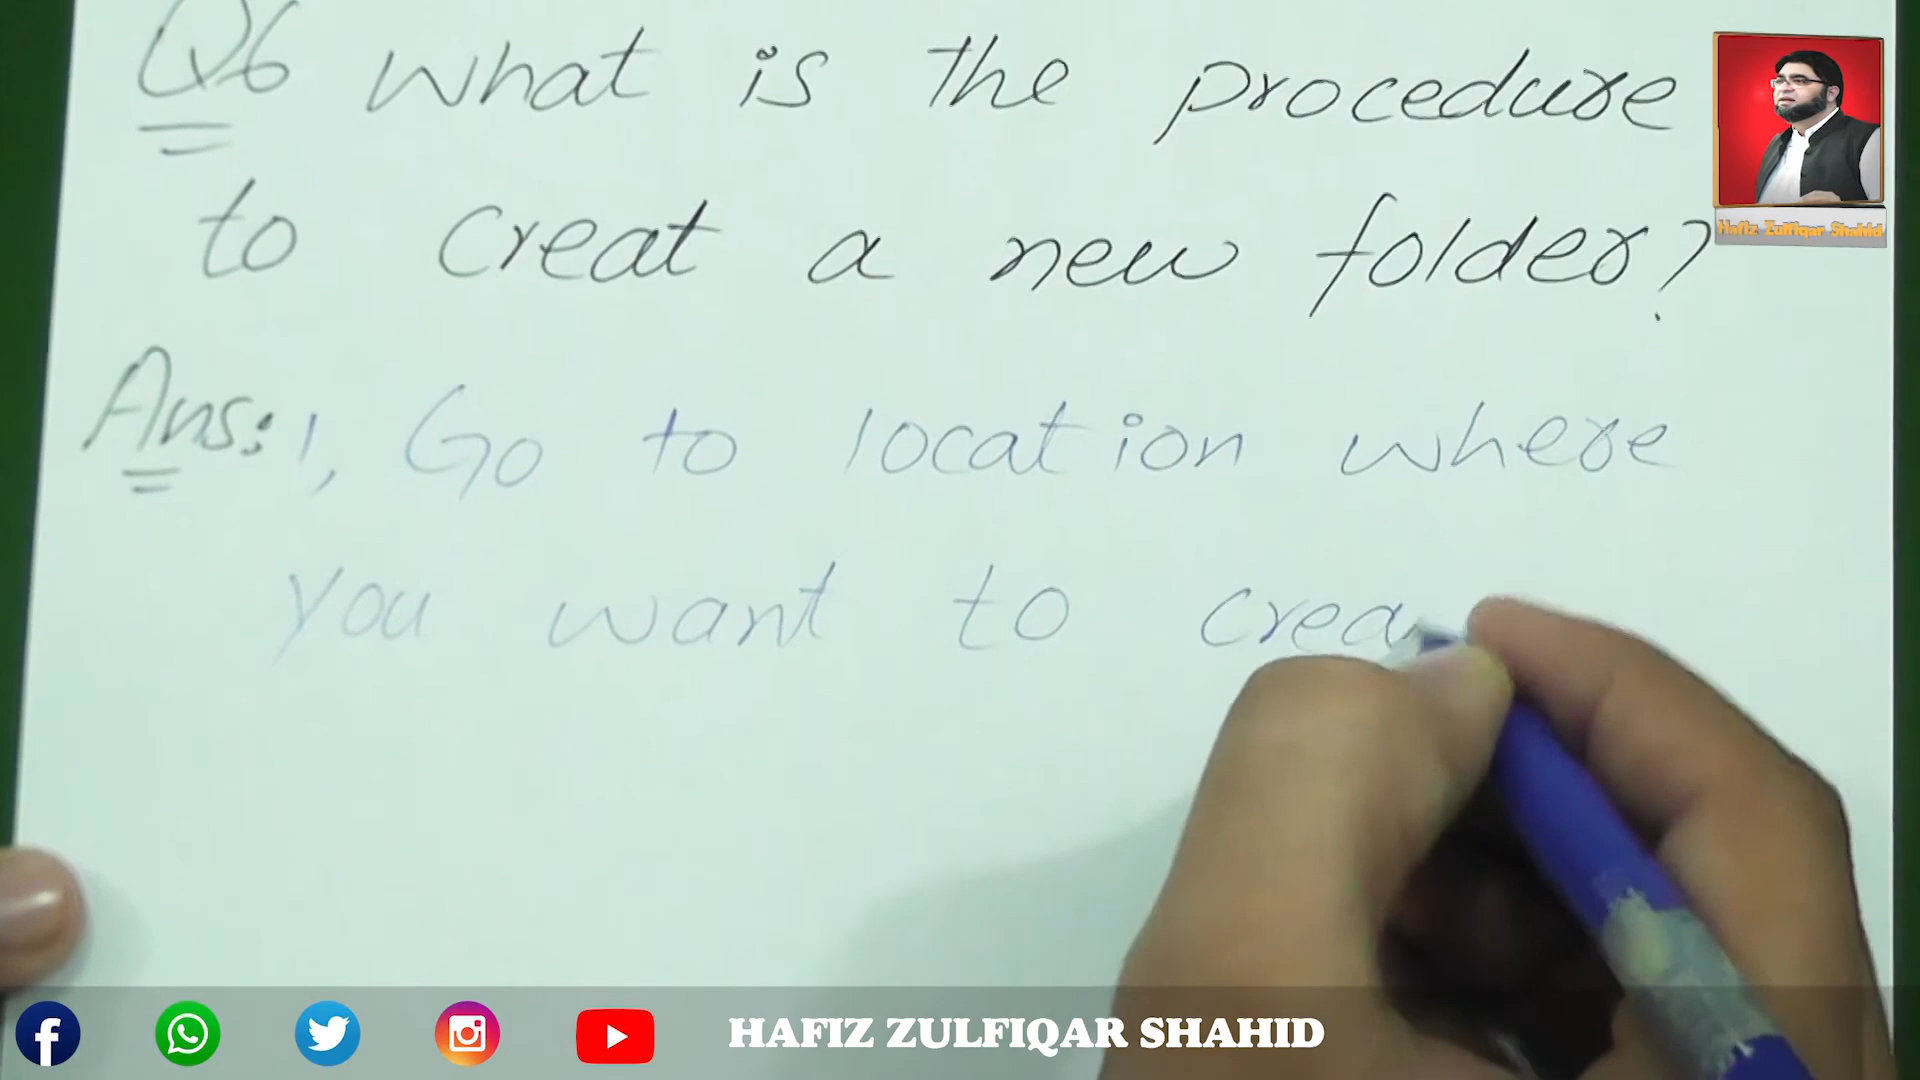 Q6 What is the procedure
to creat a new folder?
Ans: 1, Go to location where
you want to crea
Hafiz Zulfiqar Shahid
HAFIZ ZULFIQAR SHAHID